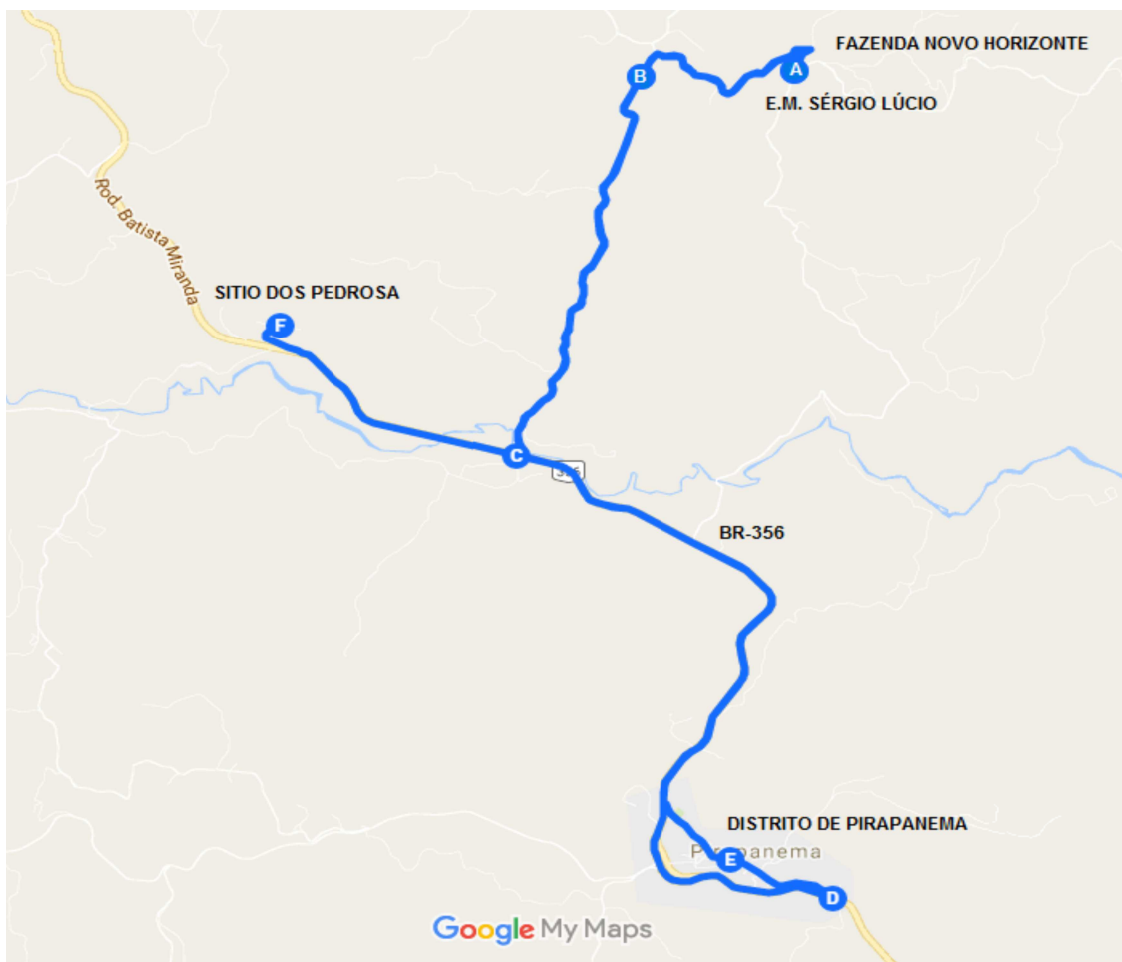 FAZENDA NOVO HORIZONTE
A
B
E.M. SÉRGIO LÚCIO
Rod. Batista Miranda
SITIO DOS PEDROSA
F
C
BR-356
DISTRITO DE PIRAPANEMA
E
D
Google My Maps